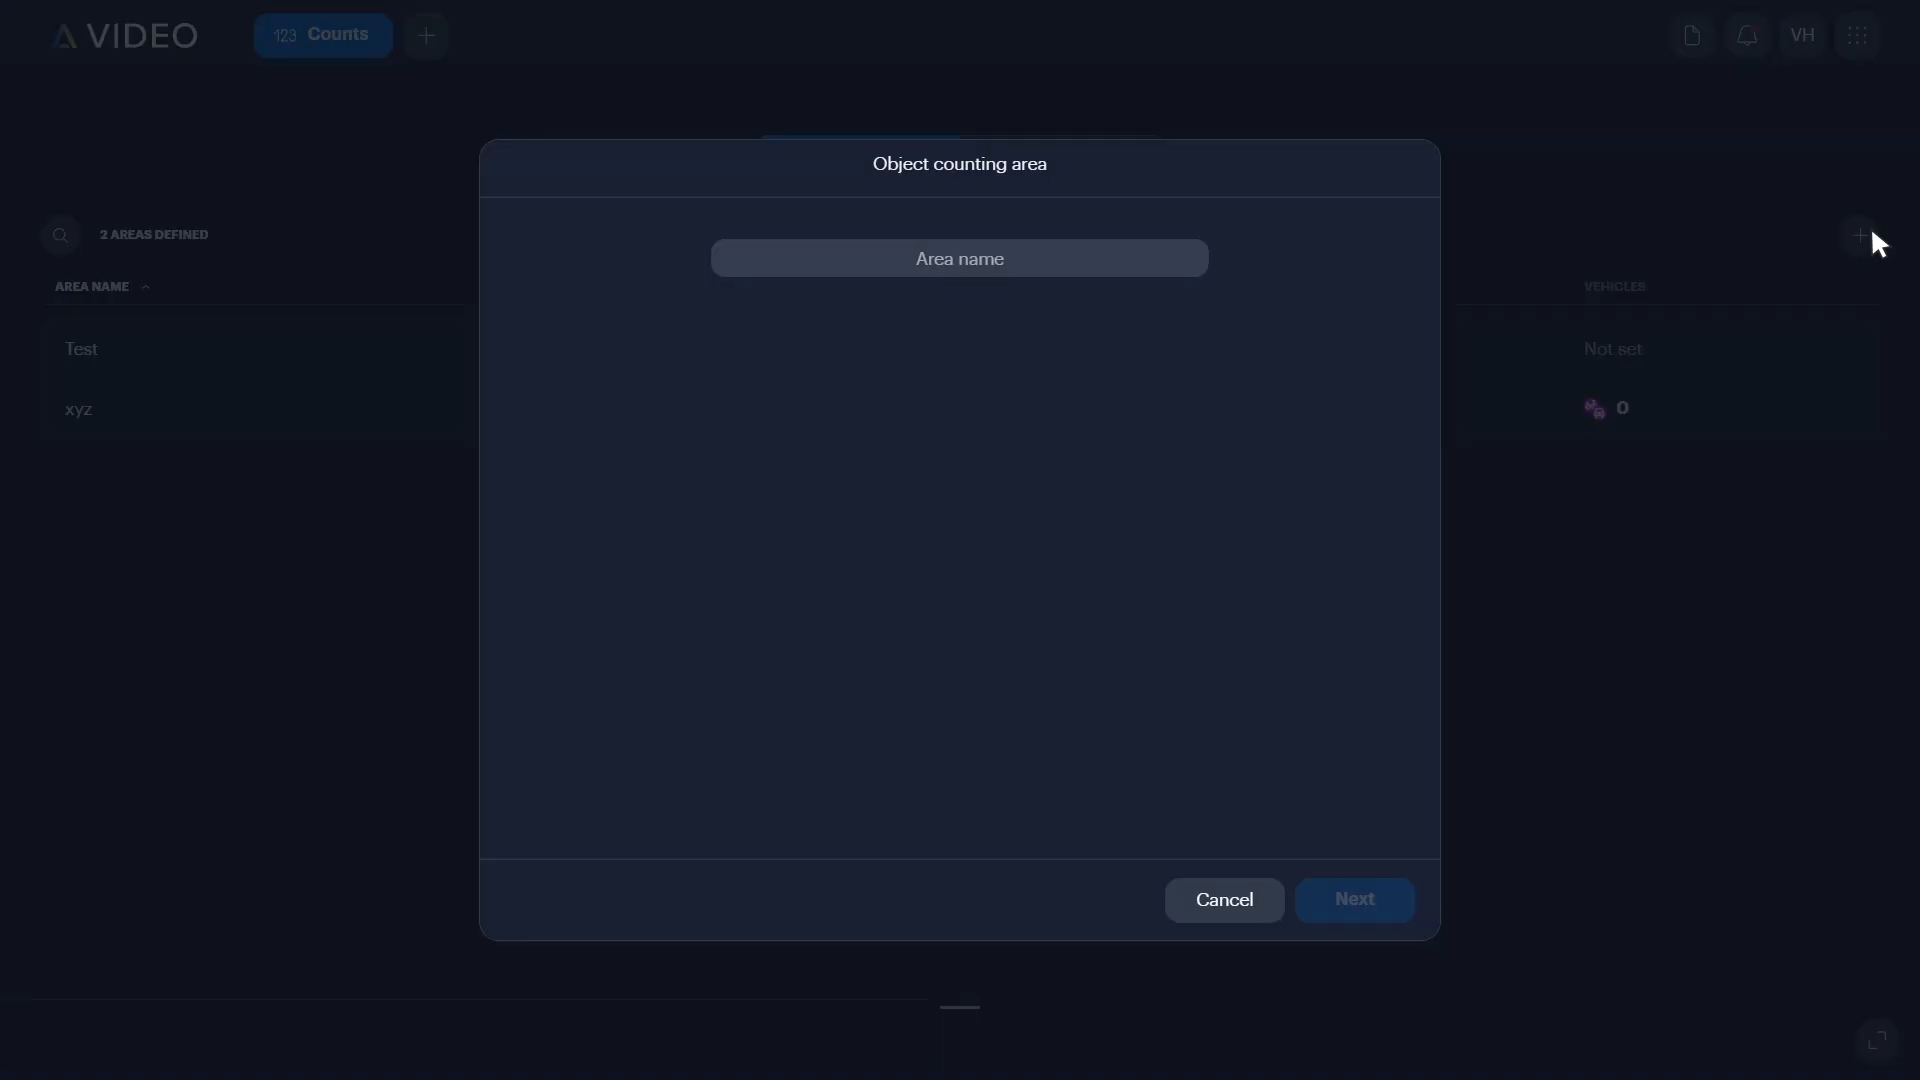 VIDEO
123 Counts
VH
Object counting area
2 AREAS DEFINED
Area name
AREA NAME
VEHICLES
Test
Not set
xyz
0
Cancel
Next